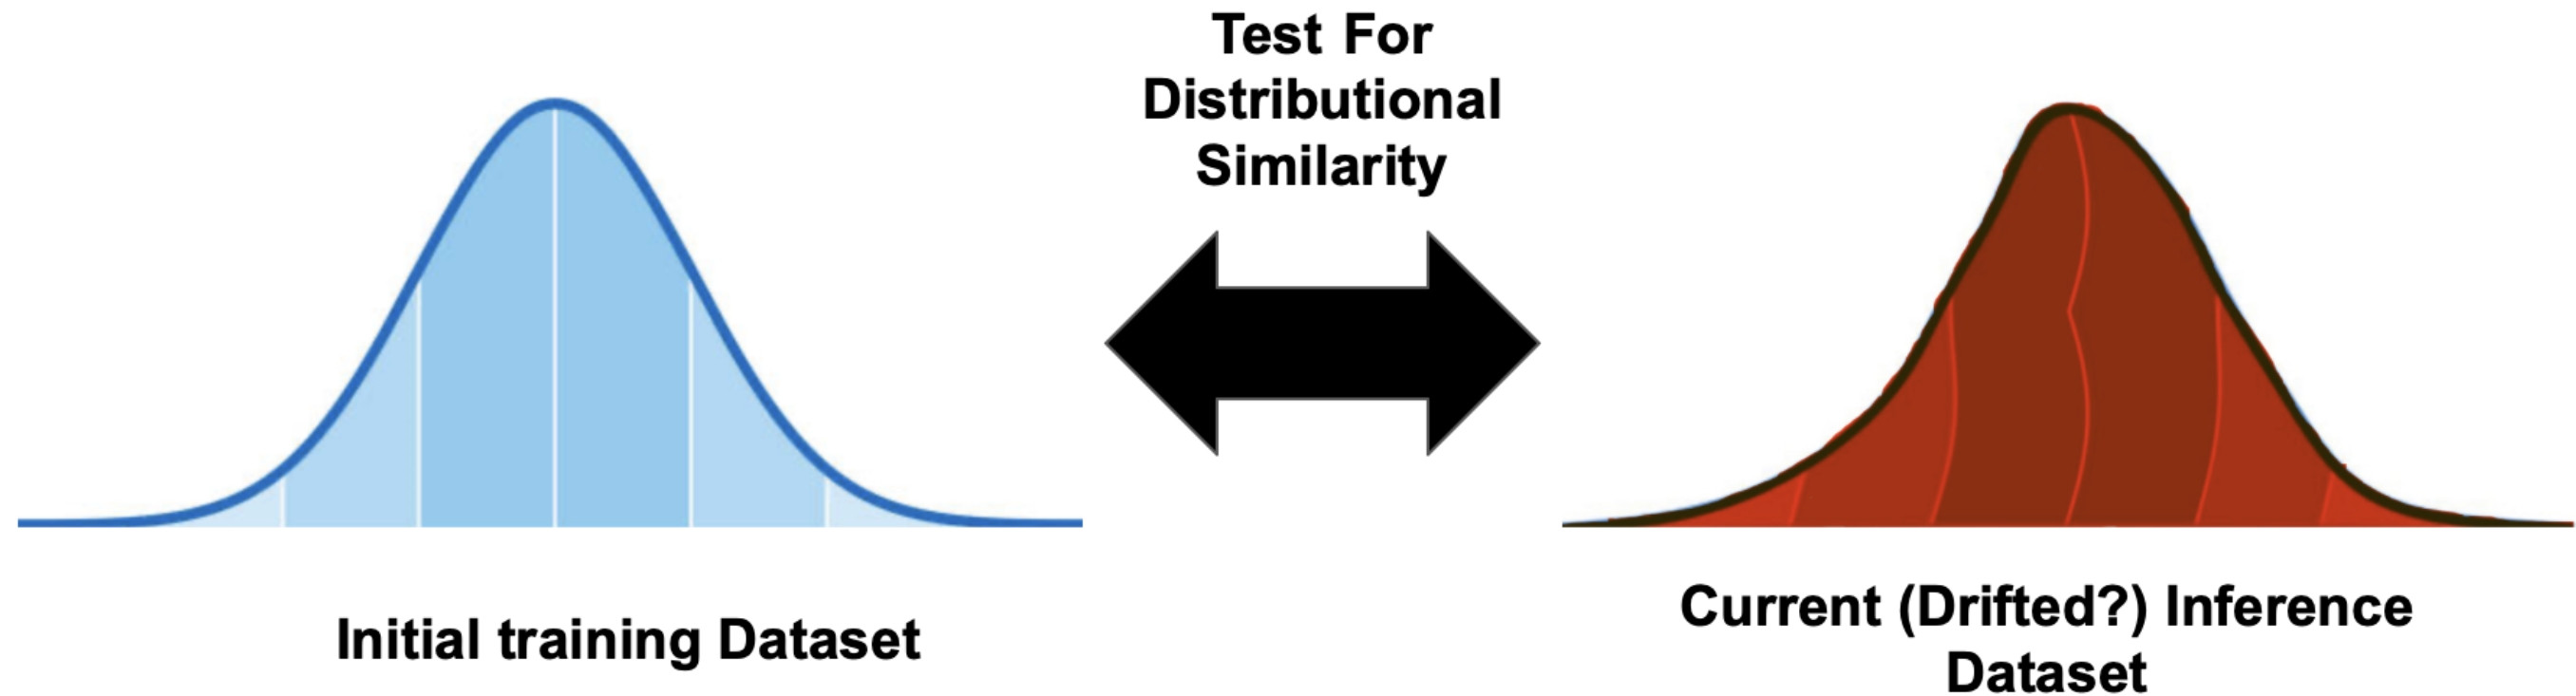 Test For
Distributional
Similarity
Initial training Dataset
Current (Drifted?) Inference
Dataset